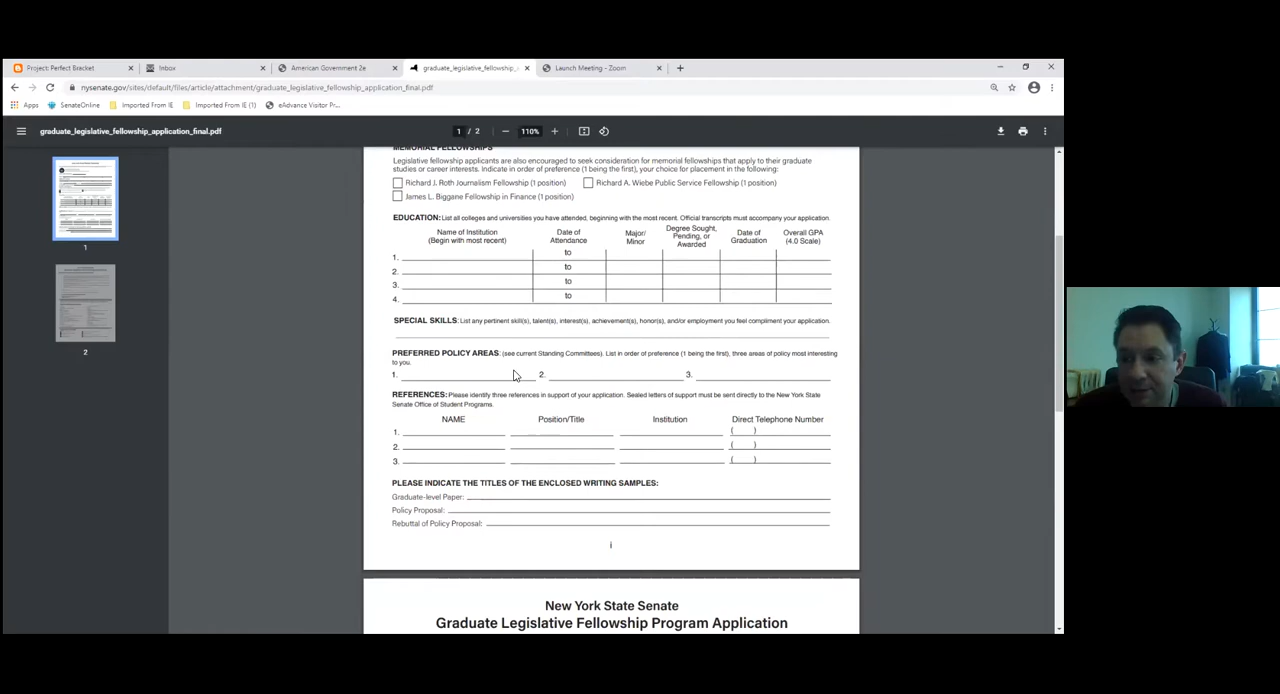 Project: Perfect Bracket
Inbox
American Government 2e
graduate_legislative_fellowship_
Launch Meeting - Zoom
nysenate.gov/sites/default/files/article/attachment/graduate_legislative_fellowship_application_final.pdf
Apps SenateOnline Imported From IE Imported From IE (1) eAdvance Visitor Pr...
graduate_legislative_fellowship_application_final.pdf
1 / 2 110%
1
2
MEMORIAL FELLOWSHIPS
Legislative fellowship applicants are also encouraged to seek consideration for memorial fellowships that apply to their graduate
studies or career interests. Indicate in order of preference (1 being the first), your choice for placement in the following:
Richard J. Roth Journalism Fellowship (1 position) Richard A. Wiebe Public Service Fellowship (1 position)
James L. Biggane Fellowship in Finance (1 position)
EDUCATION: List all colleges and universities you have attended, beginning with the most recent. Official transcripts must accompany your application.
Name of Institution
(Begin with most recent)
Date of
Attendance
Major/
Minor
Degree Sought,
Pending, or
Awarded
Date of
Graduation
Overall GPA
(4.0 Scale)
1. to
2. to
3. to
4. to
SPECIAL SKILLS: List any pertinent skill(s), talent(s), interest(s), achievement(s), honor(s), and/or employment you feel compliment your application.
PREFERRED POLICY AREAS: (see current Standing Committees). List in order of preference (1 being the first), three areas of policy most interesting
to you.
1. 2. 3.
REFERENCES: Please identify three references in support of your application. Sealed letters of support must be sent directly to the New York State
Senate Office of Student Programs.
NAME Position/Title Institution Direct Telephone Number
1. ( )
2. ( )
3. ( )
PLEASE INDICATE THE TITLES OF THE ENCLOSED WRITING SAMPLES:
Graduate-level Paper:
Policy Proposal:
Rebuttal of Policy Proposal:
i
New York State Senate
Graduate Legislative Fellowship Program Application